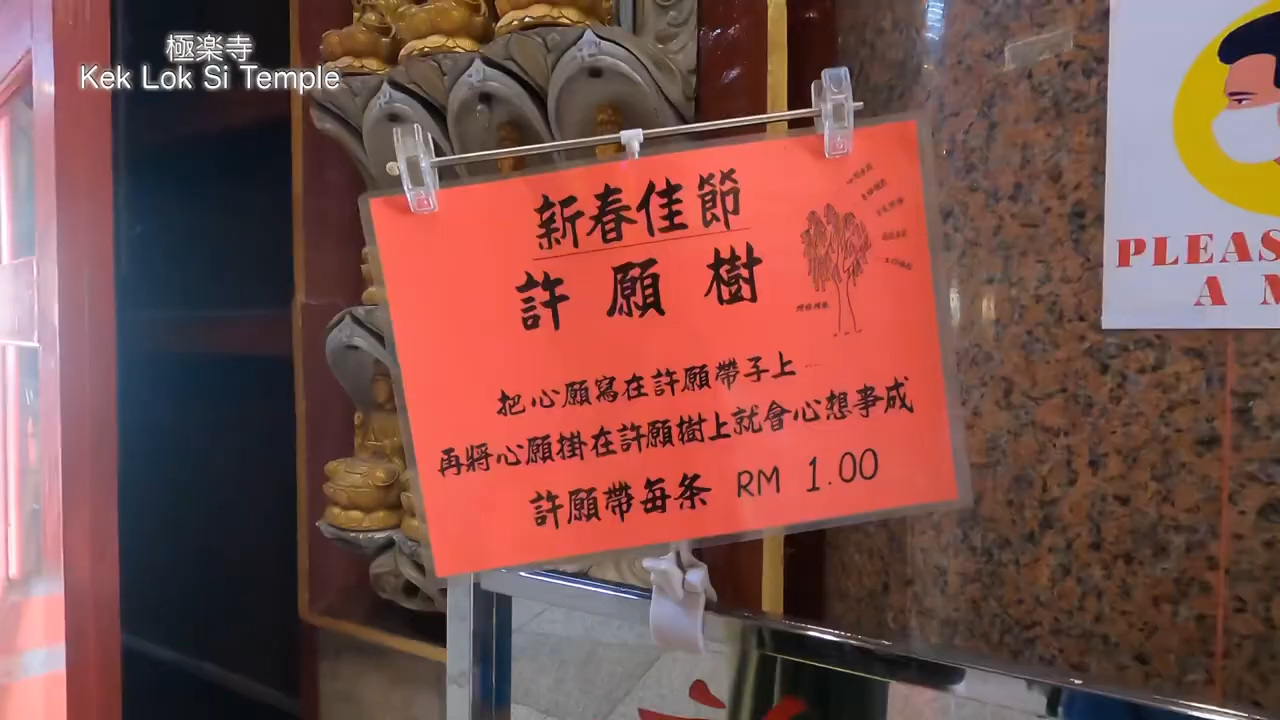 極楽寺
Kek Lok Si Temple
新春佳節
許願樹
把心願寫在許願帶子上
再將心願掛在許願樹上就會心想事成
許願帶每条 RM 1.00
PLEAS
A M